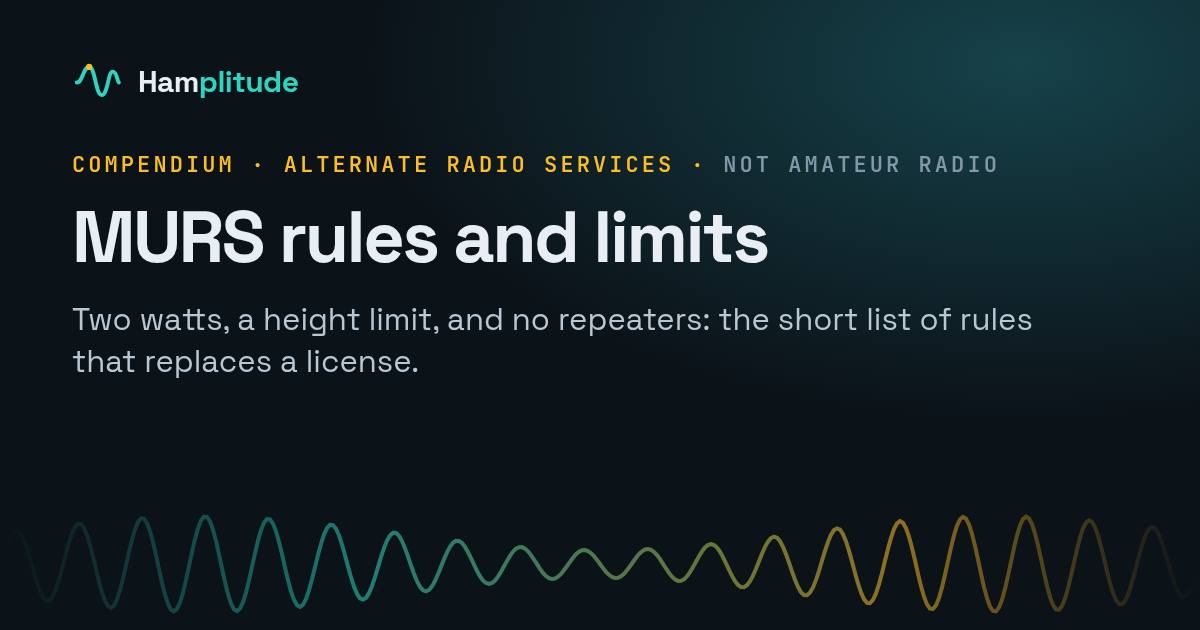 Hamplitude
COMPENDIUM · ALTERNATE RADIO SERVICES · NOT AMATEUR RADIO
MURS rules and limits
Two watts, a height limit, and no repeaters: the short list of rules
that replaces a license.